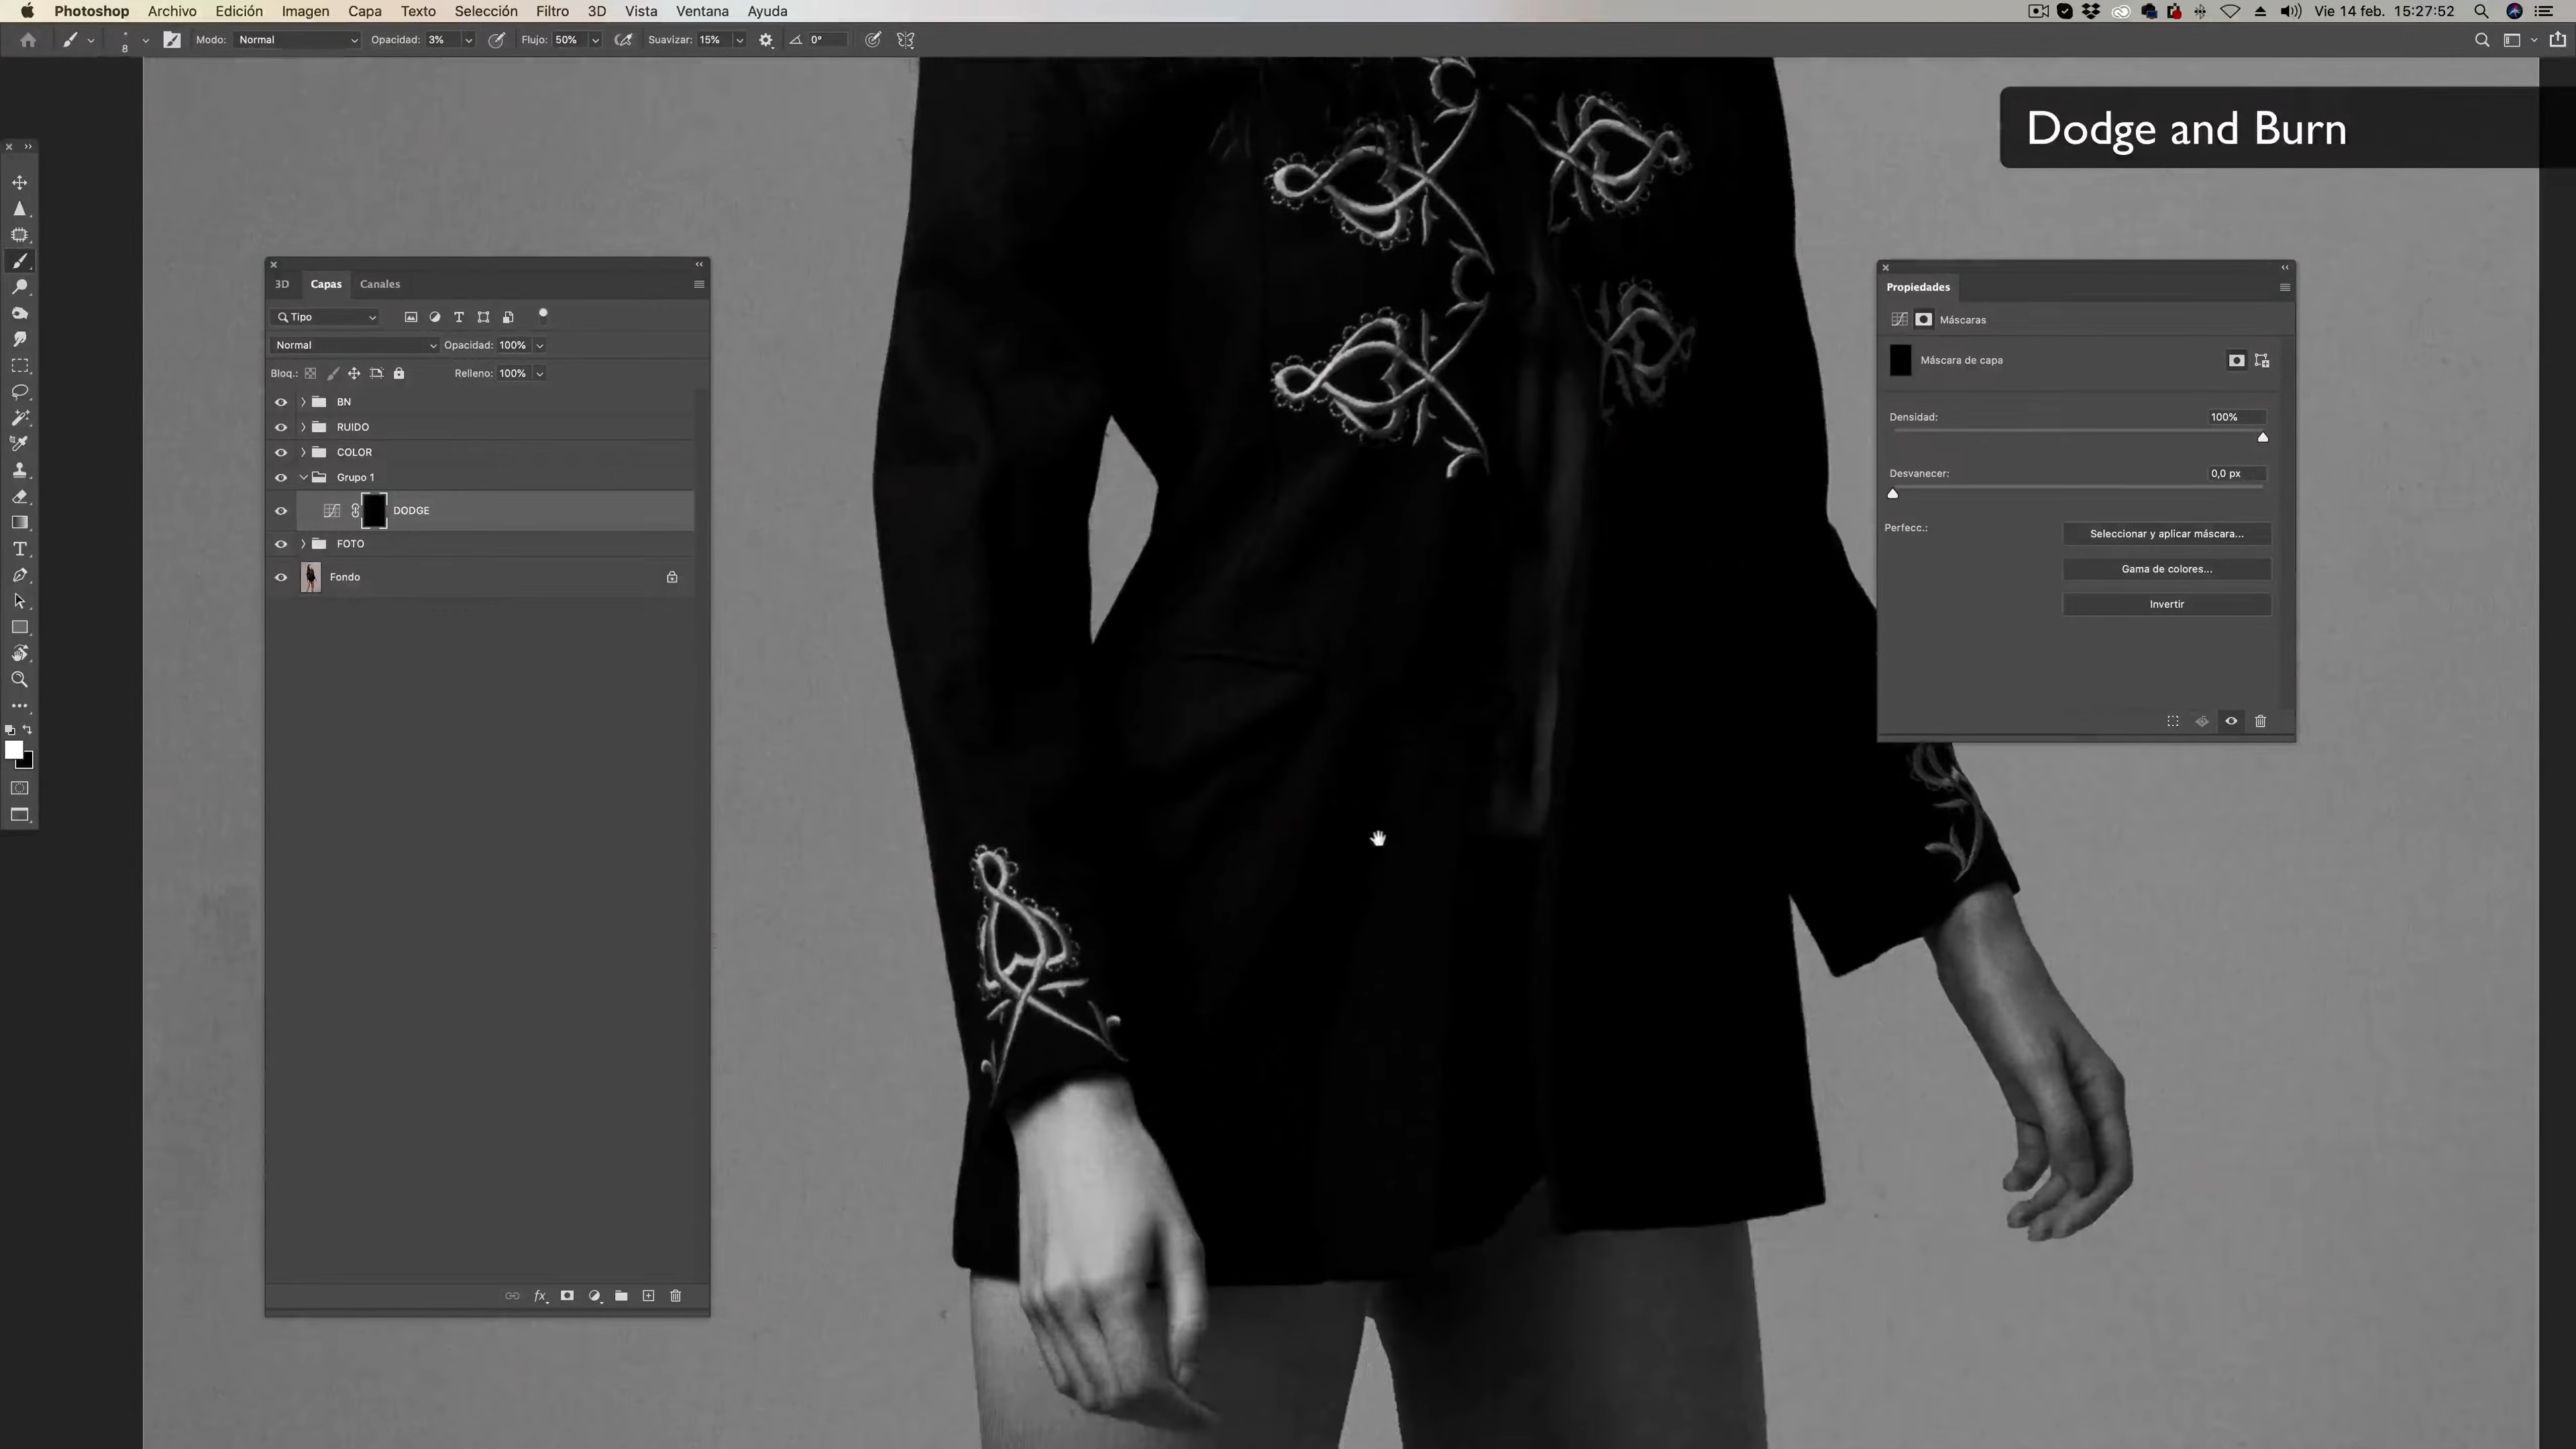 Photoshop Archivo Edición Imagen Capa Texto Selección Filtro 3D Vista Ventana Ayuda Vie 14 feb. 15:27:52
8 Modo: Normal Opacidad: 3% Flujo: 50% Suavizar: 15% 0°
Dodge and Burn
3D Capas Canales
Tipo
Normal Opacidad: 100%
Bloq.: Relleno: 100%
BN
RUIDO
COLOR
Grupo 1
DODGE
FOTO
Fondo
fx
Propiedades
Máscaras
Máscara de capa
Densidad: 100%
Desvanecer: 0,0 px
Perfecc.: Seleccionar y aplicar máscara...
Gama de colores...
Invertir